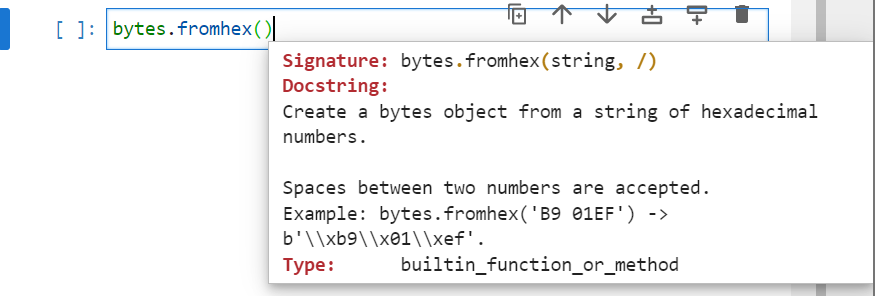 [ ]: bytes.fromhex()
Signature: bytes.fromhex(string, /)
Docstring:
Create a bytes object from a string of hexadecimal
numbers.
Spaces between two numbers are accepted.
Example: bytes.fromhex('B9 01EF') ->
b'\\xb9\\x01\\xef'.
Type:      builtin_function_or_method